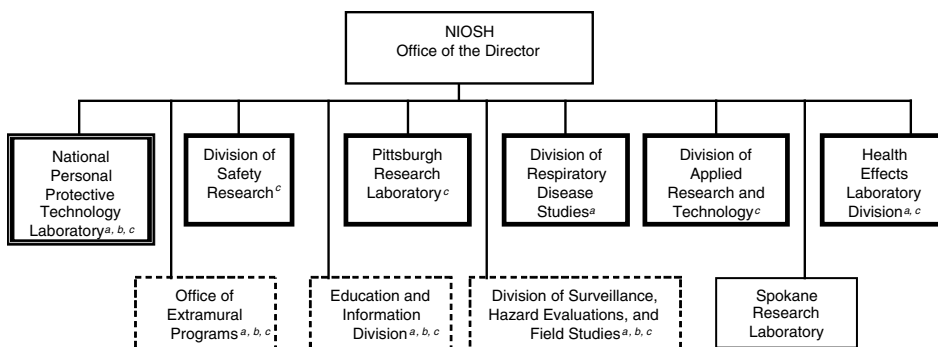 NIOSH
Office of the Director
National
Personal
Protective
Technology
Laboratory a, b, c
Division of
Safety
Research c
Pittsburgh
Research
Laboratory c
Division of
Respiratory
Disease
Studies a
Division of
Applied
Research and
Technology c
Health
Effects
Laboratory
Division a, c
Office of
Extramural
Programs a, b, c
Education and
Information
Division a, b, c
Division of Surveillance,
Hazard Evaluations, and
Field Studies a, b, c
Spokane
Research
Laboratory